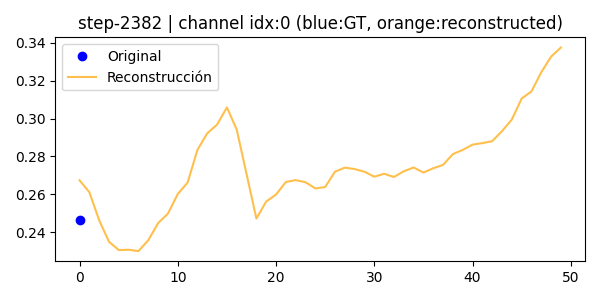 step-2382 | channel idx:0 (blue:GT, orange:reconstructed)
Original
Reconstrucción
0.34
0.32
0.30
0.28
0.26
0.24
0 10 20 30 40 50